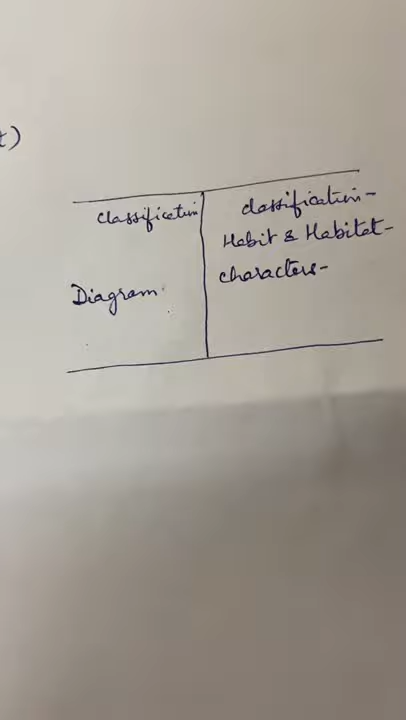 t)
classification
Diagram.
classification-
Habit & Habitat-
characters-